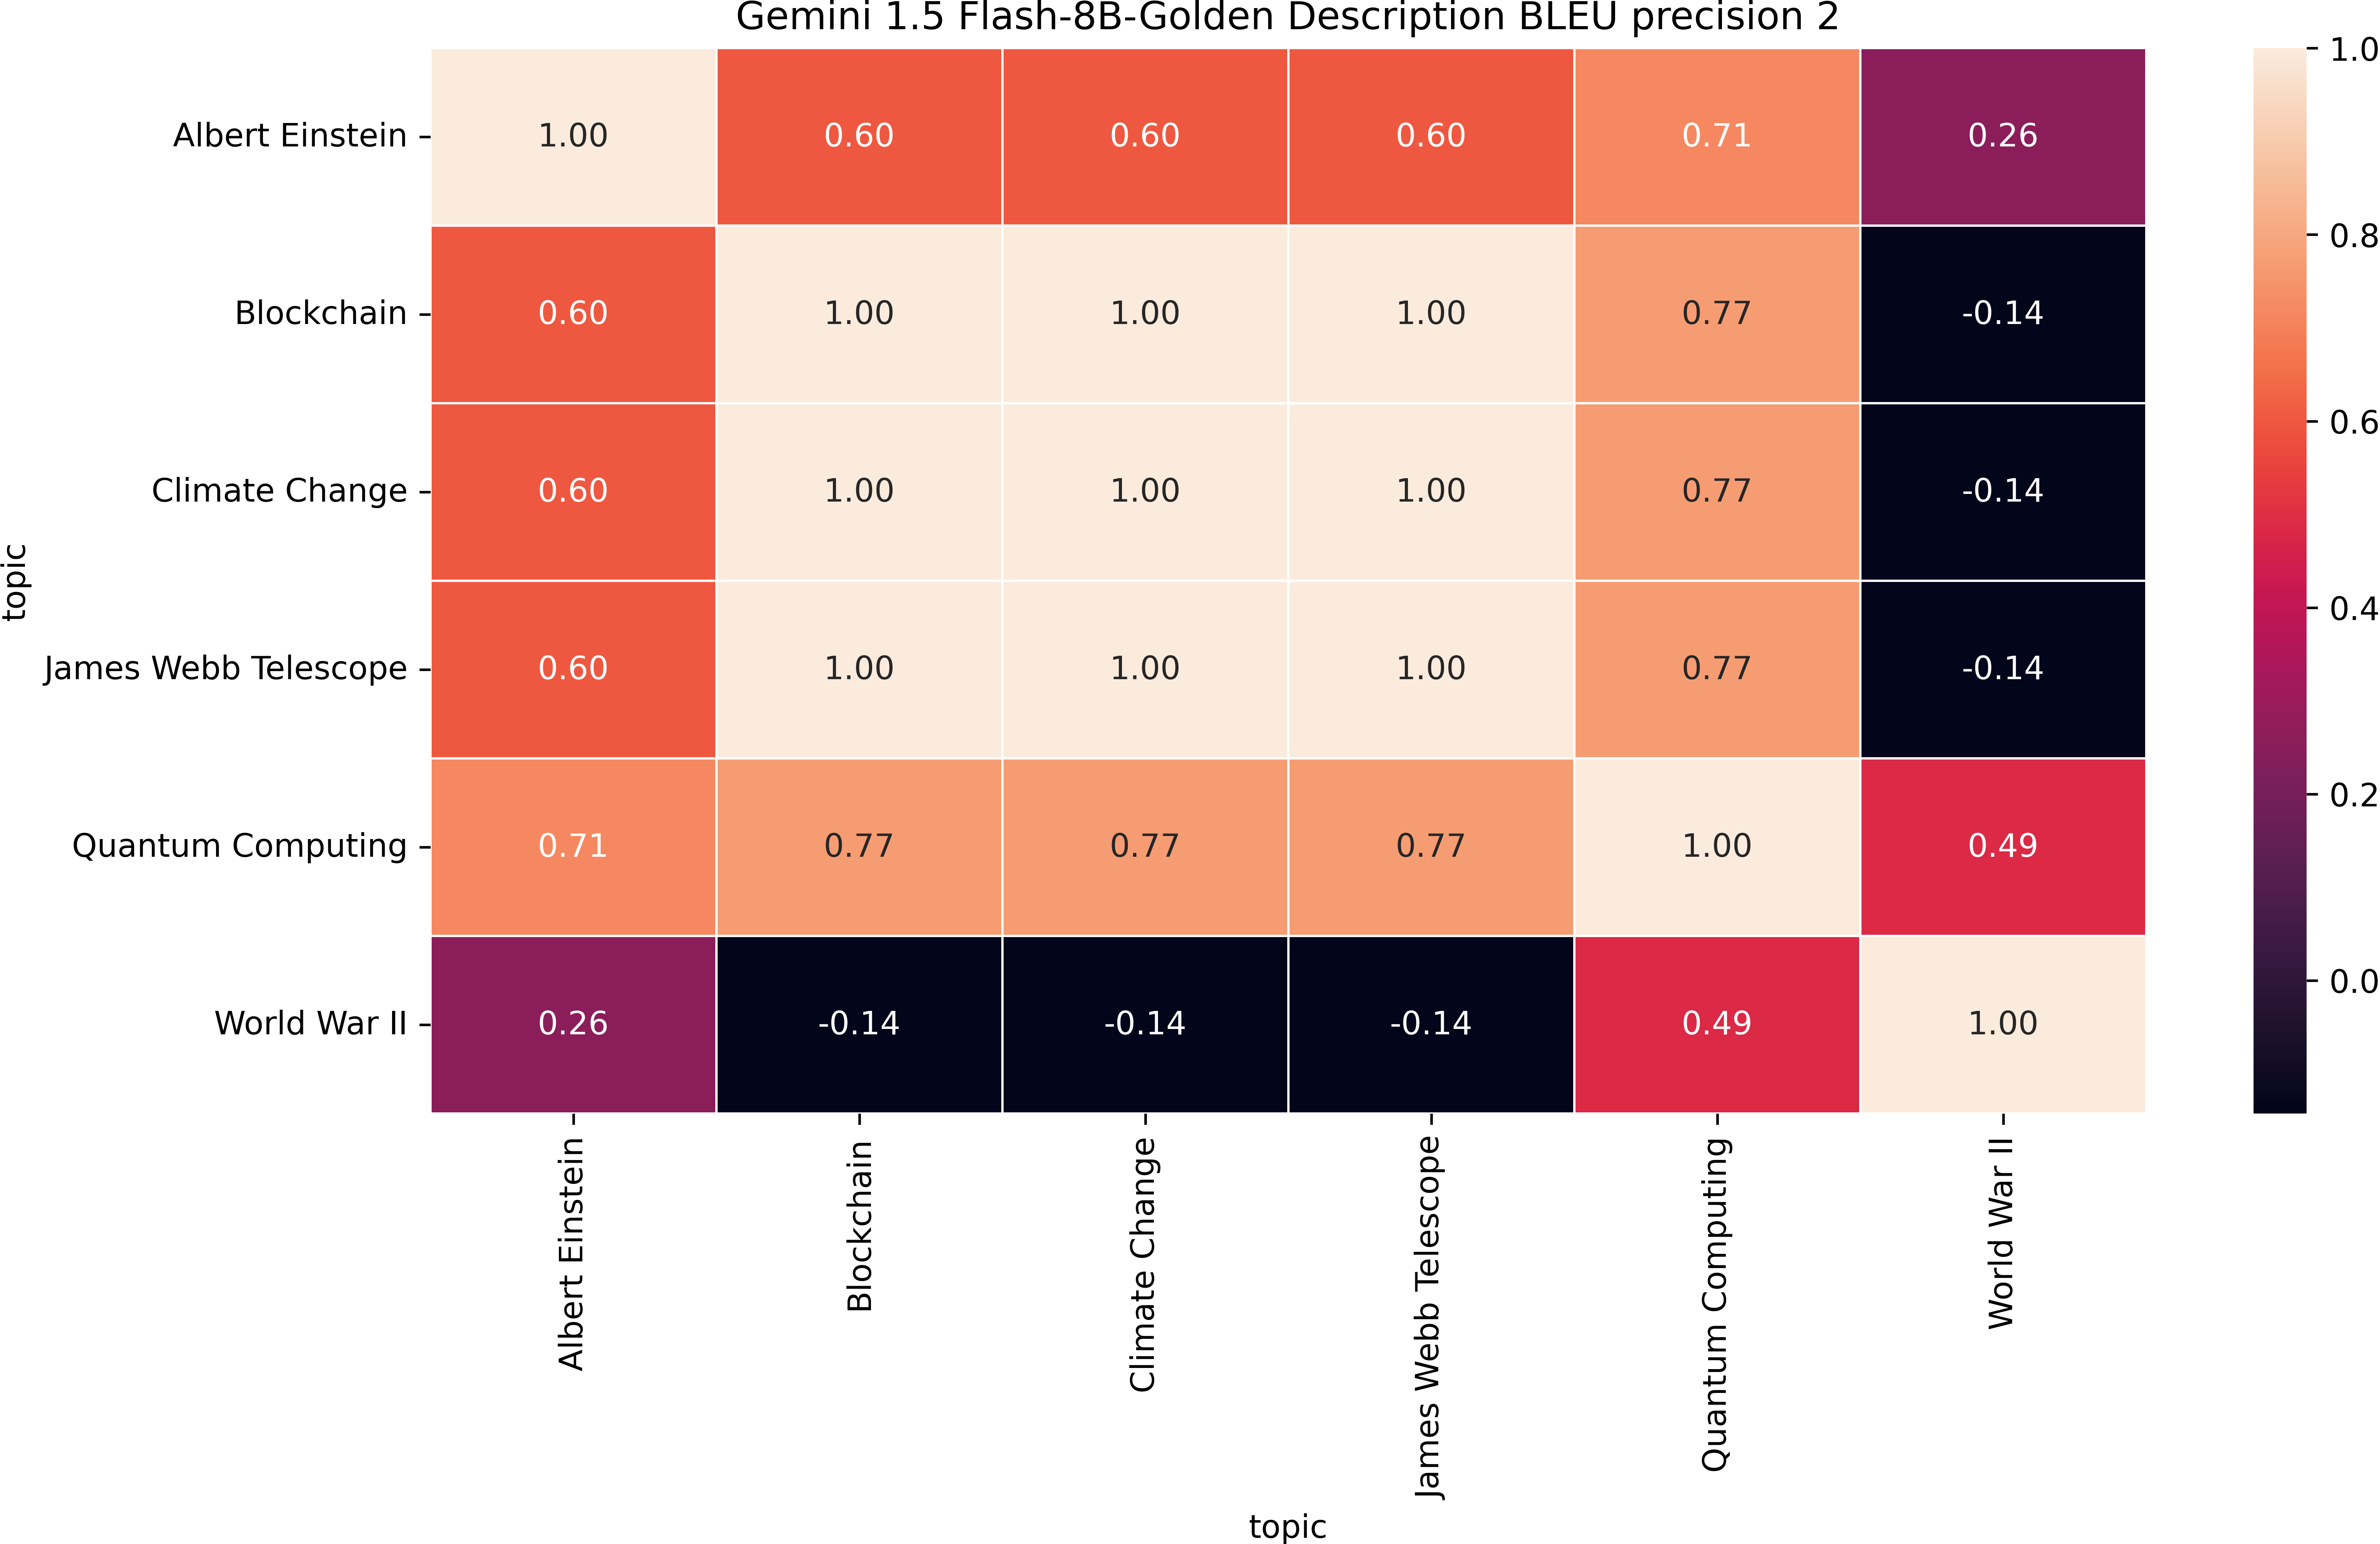 Gemini 1.5 Flash-8B-Golden Description BLEU precision 2
Albert Einstein 1.00 0.60 0.60 0.60 0.71 0.26
Blockchain 0.60 1.00 1.00 1.00 0.77 -0.14
Climate Change 0.60 1.00 1.00 1.00 0.77 -0.14
James Webb Telescope 0.60 1.00 1.00 1.00 0.77 -0.14
Quantum Computing 0.71 0.77 0.77 0.77 1.00 0.49
World War II 0.26 -0.14 -0.14 -0.14 0.49 1.00
topic
Albert Einstein
Blockchain
Climate Change
James Webb Telescope
Quantum Computing
World War II
topic
1.0
0.8
0.6
0.4
0.2
0.0